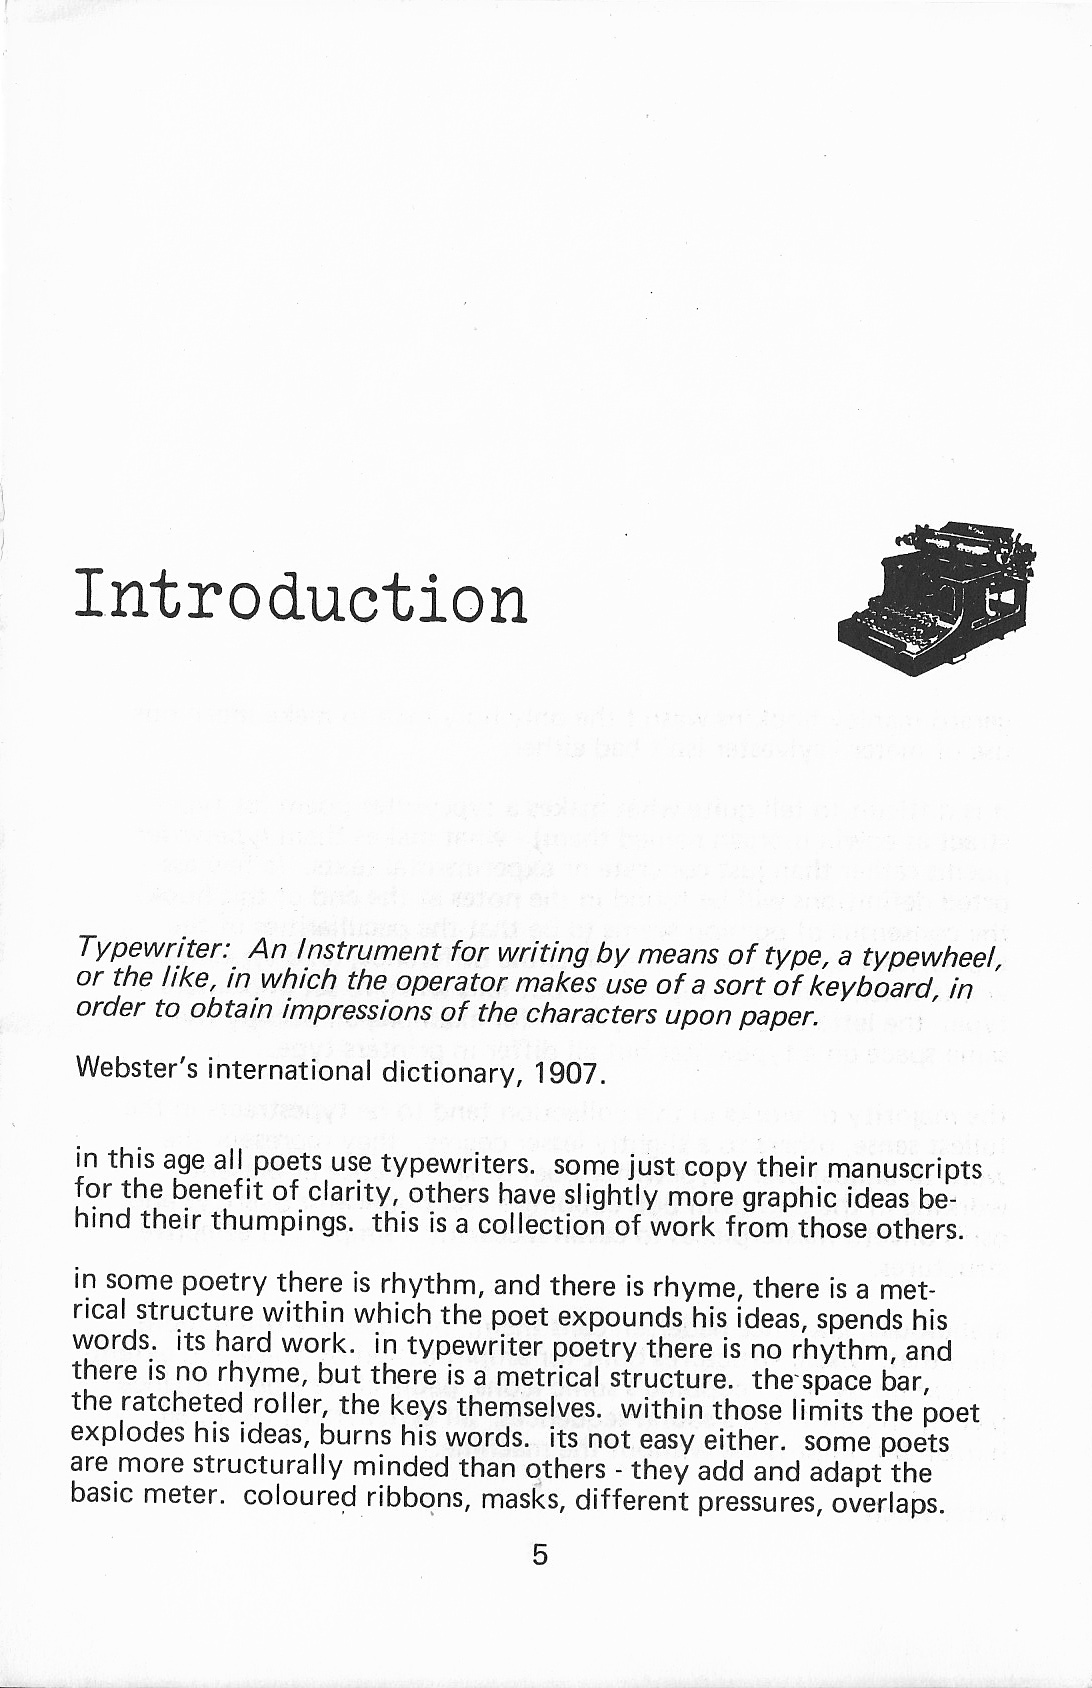 Introduction
Typewriter: An Instrument for writing by means of type, a typewheel,
or the like, in which the operator makes use of a sort of keyboard, in
order to obtain impressions of the characters upon paper.
Webster's international dictionary, 1907.
in this age all poets use typewriters. some just copy their manuscripts
for the benefit of clarity, others have slightly more graphic ideas be-
hind their thumpings. this is a collection of work from those others.
in some poetry there is rhythm, and there is rhyme, there is a met-
rical structure within which the poet expounds his ideas, spends his
words. its hard work. in typewriter poetry there is no rhythm, and
there is no rhyme, but there is a metrical structure. the space bar,
the ratcheted roller, the keys themselves. within those limits the poet
explodes his ideas, burns his words. its not easy either. some poets
are more structurally minded than others - they add and adapt the
basic meter. coloured ribbons, masks, different pressures, overlaps.
5